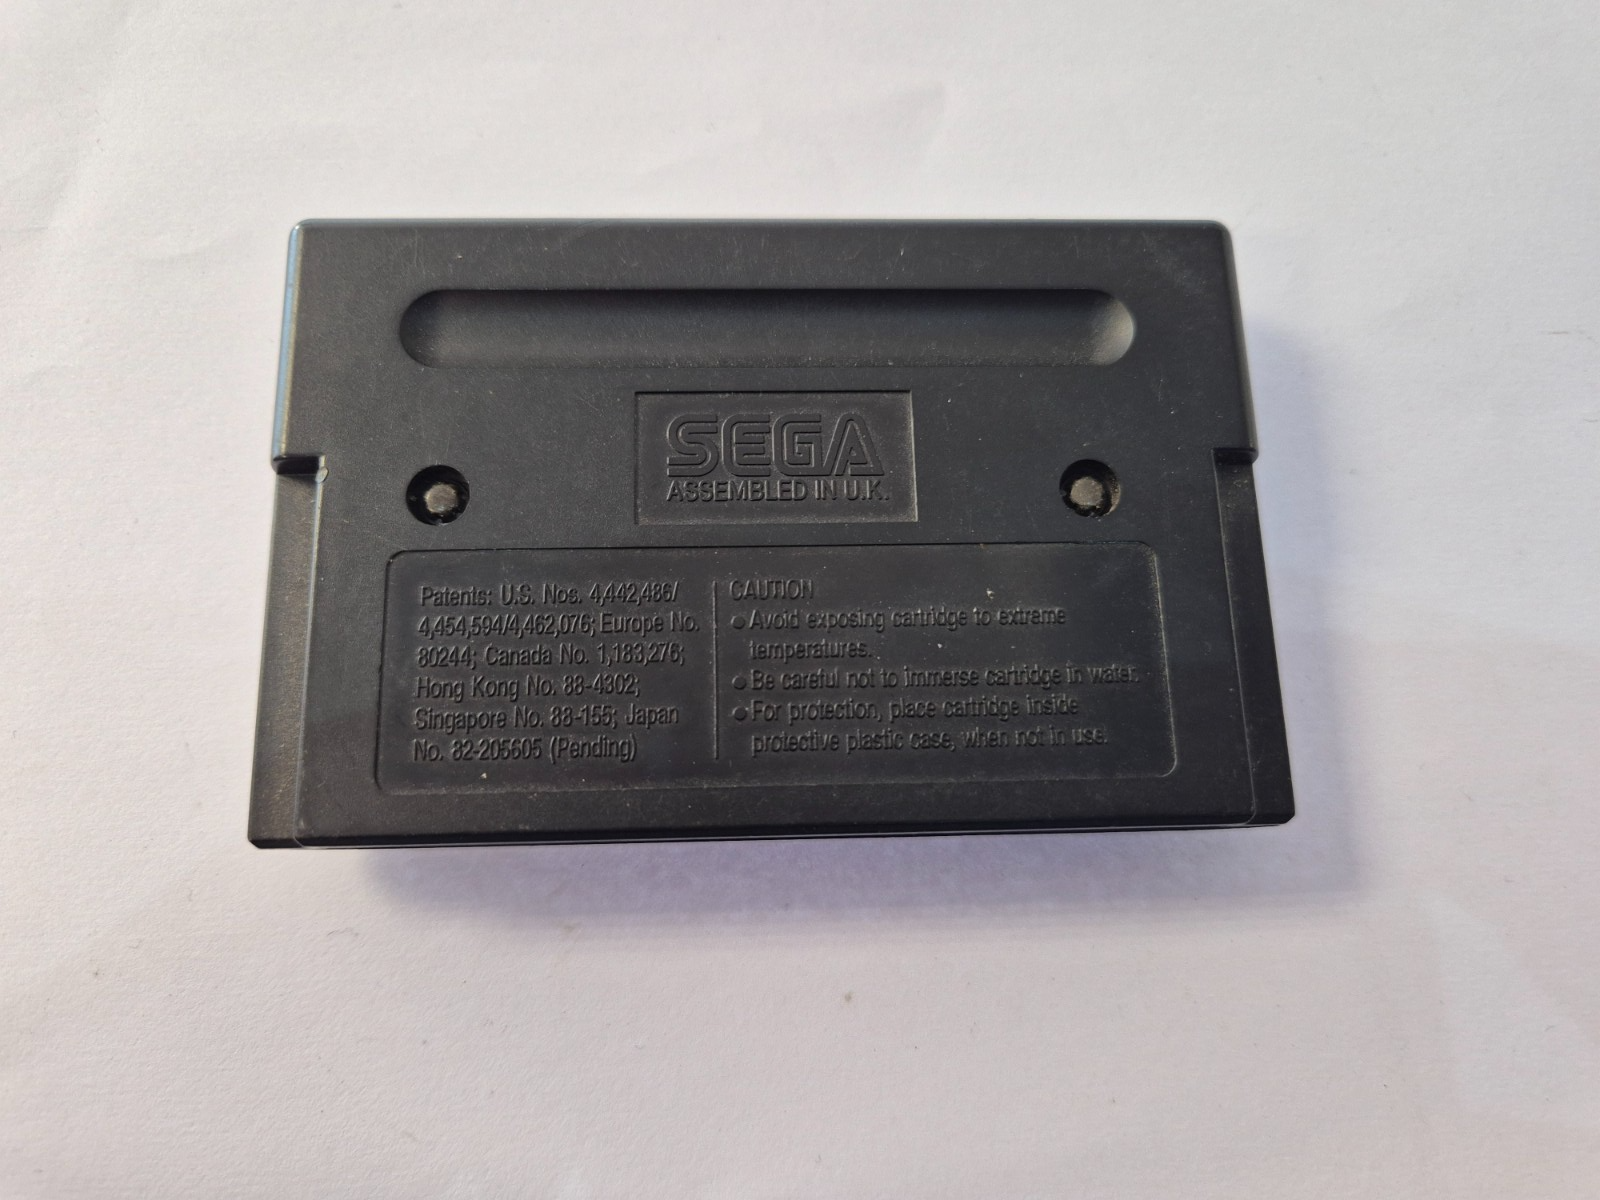 SEGA
ASSEMBLED IN U.K.
Patents: U.S. Nos. 4,442,486/
4,454,594/4,462,076; Europe No.
80244; Canada No. 1,183,276;
Hong Kong No. 88-4302;
Singapore No. 88-155; Japan
No. 82-205605 (Pending)
CAUTION
● Avoid exposing cartridge to extreme
temperatures.
● Be careful not to immerse cartridge in water.
● For protection, place cartridge inside
protective plastic case, when not in use.